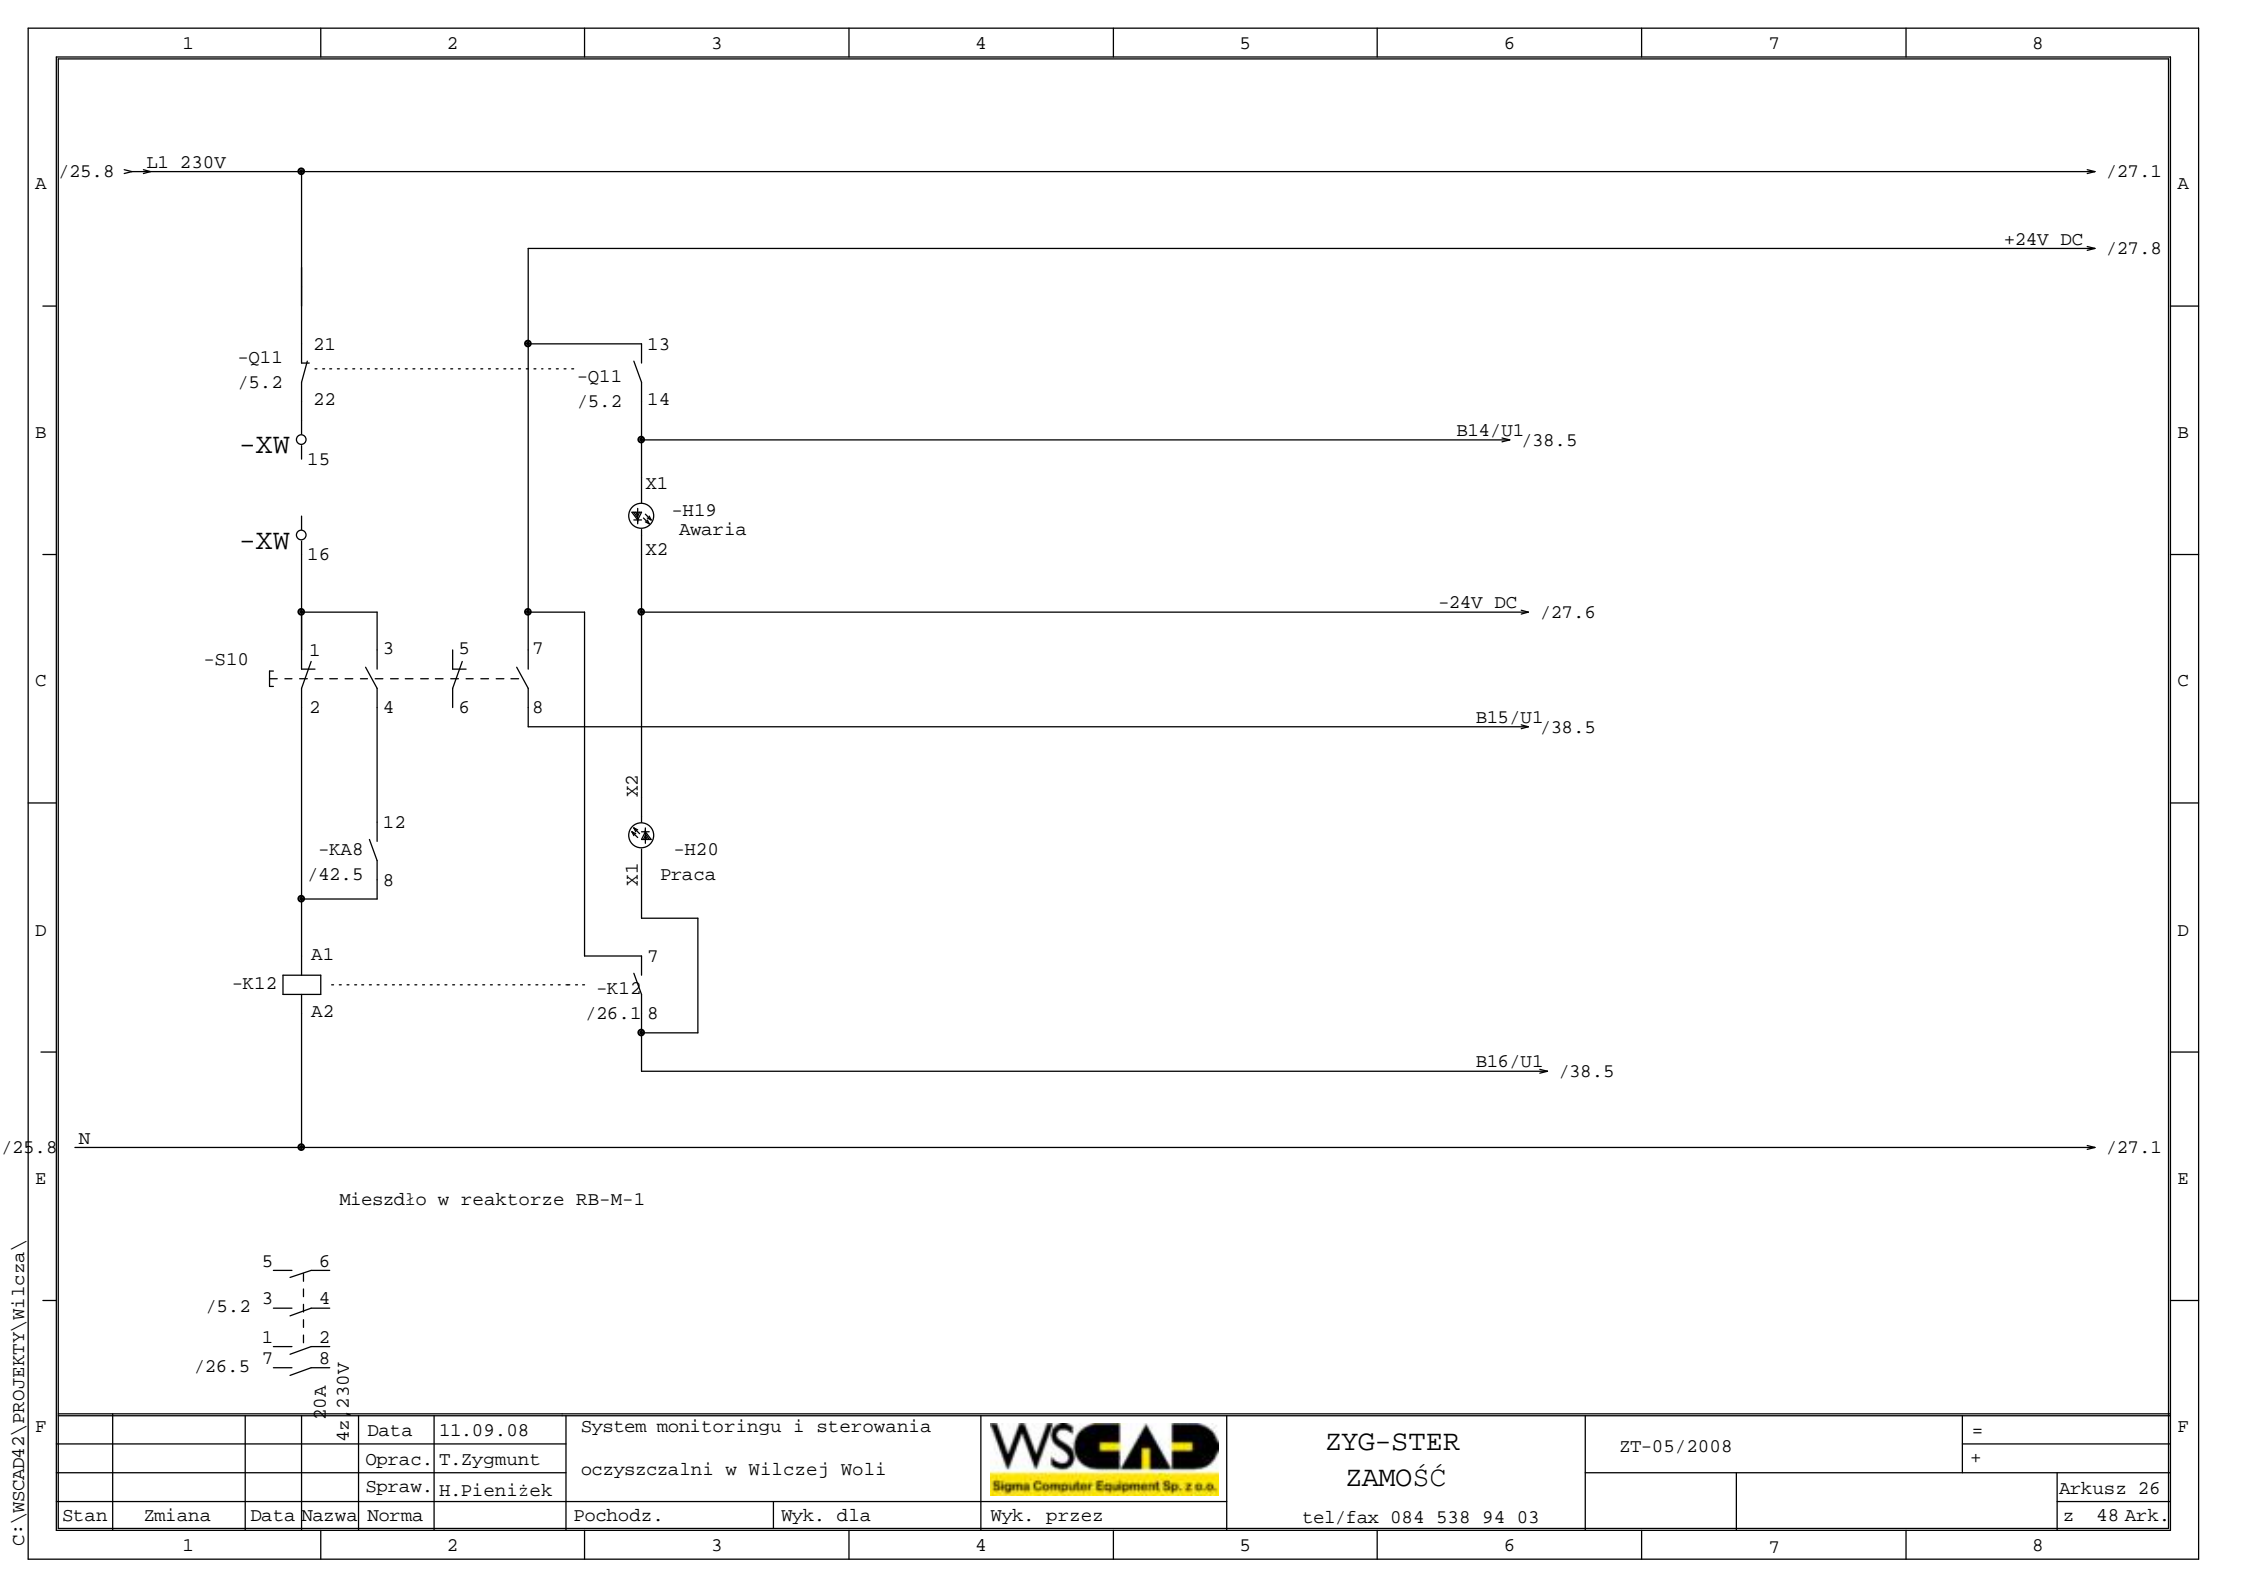 1 2 3 4 5 6 7 8
/25.8 L1 230V /27.1
A A
+24V DC /27.8
21 13
-Q11 -Q11
/5.2 /5.2
22 14
B B
B14/U1 /38.5
-XW
15
X1
-H19
Awaria
-XW
16
X2
-24V DC /27.6
-S10 1 3 5 7
C C
2 4 6 8
B15/U1 /38.5
X2
12
-KA8 -H20
/42.5 X1 Praca
8
D D
A1 7
-K12 -K12
A2 /26.1 8
B16/U1 /38.5
/25.8 N /27.1
E E
Mieszdło w reaktorze RB-M-1
5 6
/5.2 3 4
1 2
/26.5 7 8
20A
4z,230V
C:\WSCAD42\PROJEKTY\Wilcza\
F F
Data 11.09.08
Oprac. T.Zygmunt
Spraw. H.Pieniżek
Stan Zmiana Data Nazwa Norma
System monitoringu i sterowania
oczyszczalni w Wilczej Woli
Pochodz. Wyk. dla Wyk. przez
WSCAD
Sigma Computer Equipment Sp. z o.o.
ZYG-STER
ZAMOŚĆ
tel/fax 084 538 94 03
ZT-05/2008
=
+
Arkusz 26
z 48 Ark.
1 2 3 4 5 6 7 8